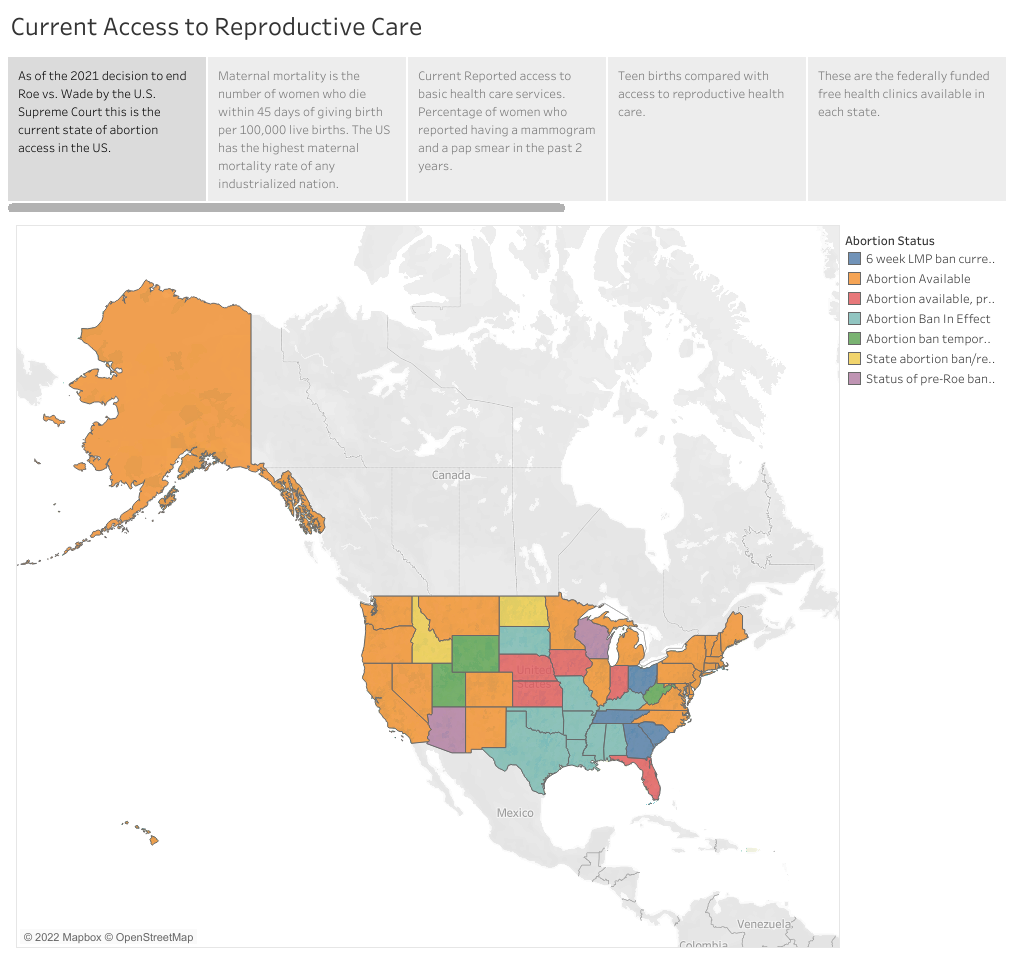 Current Access to Reproductive Care
As of the 2021 decision to end
Roe vs. Wade by the U.S.
Supreme Court this is the
current state of abortion
access in the US.
Maternal mortality is the
number of women who die
within 45 days of giving birth
per 100,000 live births. The US
has the highest maternal
mortality rate of any
industrialized nation.
Current Reported access to
basic health care services.
Percentage of women who
reported having a mammogram
and a pap smear in the past 2
years.
Teen births compared with
access to reproductive health
care.
These are the federally funded
free health clinics available in
each state.
Abortion Status
6 week LMP ban curre..
Abortion Available
Abortion available, pr..
Abortion Ban In Effect
Abortion ban tempor..
State abortion ban/re..
Status of pre-Roe ban..
Canada
United
States
Mexico
Venezuela
Colombia
© 2022 Mapbox © OpenStreetMap